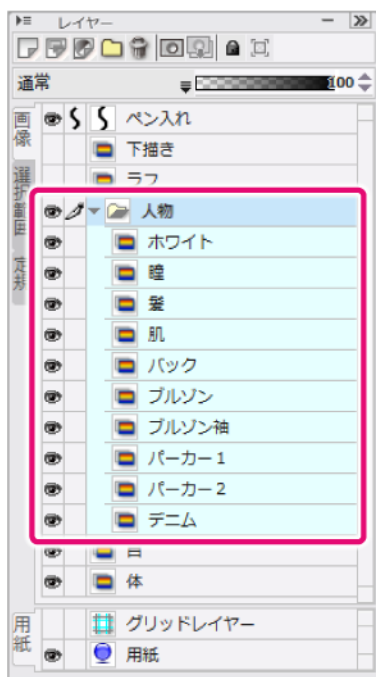 レイヤー
通常
100
画像
選択範囲
定規
ペン入れ
下描き
ラフ
人物
ホワイト
瞳
髪
肌
バック
ブルゾン
ブルゾン袖
パーカー1
パーカー2
デニム
白
体
用紙
グリッドレイヤー
用紙